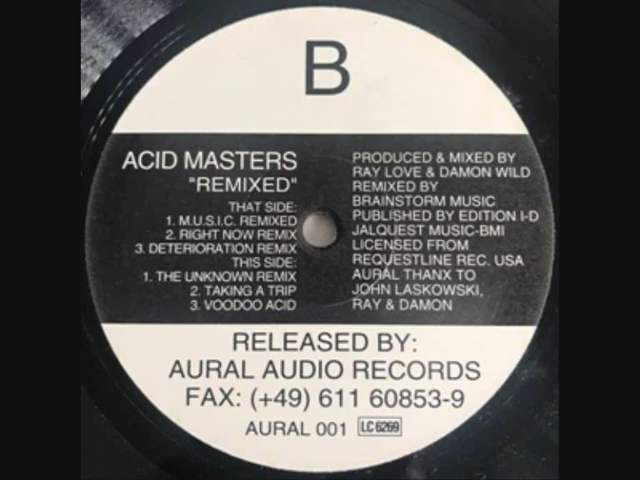 B
ACID MASTERS
"REMIXED"
THAT SIDE:
1. M.U.S.I.C. REMIXED
2. RIGHT NOW REMIX
3. DETERIORATION REMIX
THIS SIDE:
1. THE UNKNOWN REMIX
2. TAKING A TRIP
3. VOODOO ACID
PRODUCED & MIXED BY
RAY LOVE & DAMON WILD
REMIXED BY
BRAINSTORM MUSIC
PUBLISHED BY EDITION I-D
JALQUEST MUSIC-BMI
LICENSED FROM
REQUESTLINE REC. USA
AURAL THANX TO
JOHN LASKOWSKI,
RAY & DAMON
RELEASED BY:
AURAL AUDIO RECORDS
FAX: (+49) 611 60853-9
AURAL 001 LC 6269